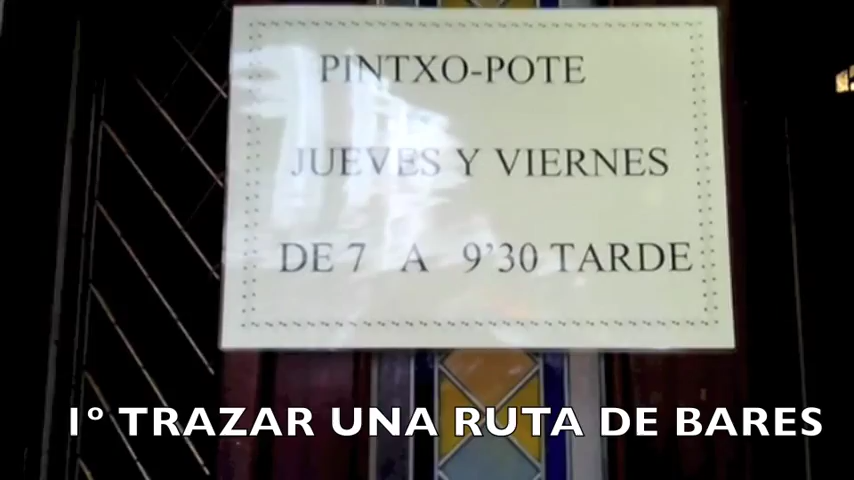 PINTXO-POTE
JUEVES Y VIERNES
DE 7 A 9'30 TARDE
1º TRAZAR UNA RUTA DE BARES